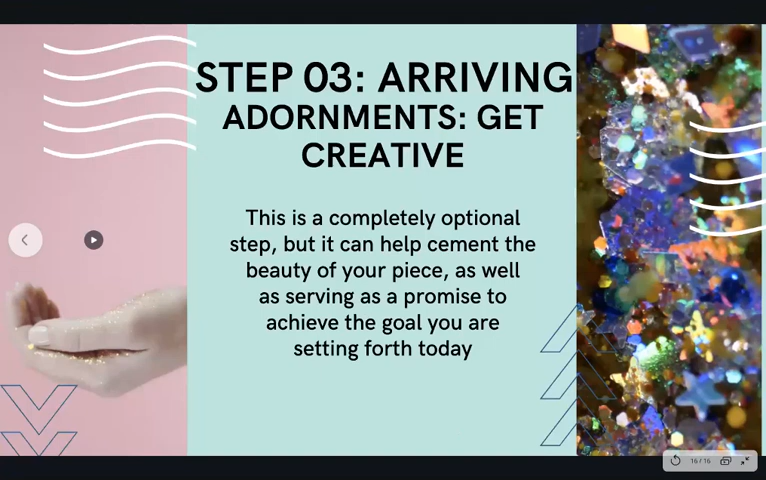 STEP 03: ARRIVING
ADORNMENTS: GET
CREATIVE
This is a completely optional
step, but it can help cement the
beauty of your piece, as well
as serving as a promise to
achieve the goal you are
setting forth today
16 / 16